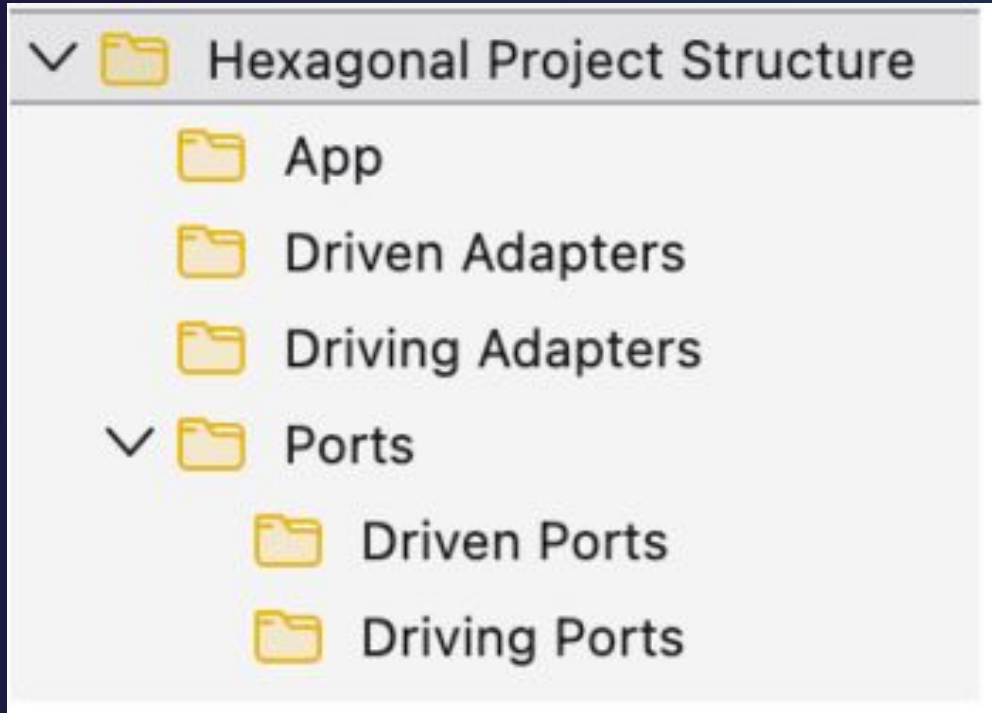 Hexagonal Project Structure
App
Driven Adapters
Driving Adapters
Ports
Driven Ports
Driving Ports